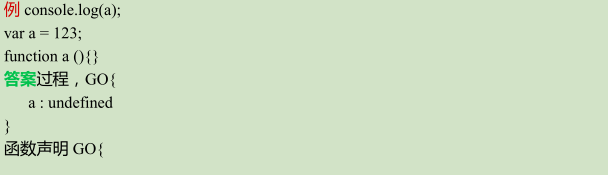 例 console.log(a);
var a = 123;
function a (){}
答案过程，GO{
a : undefined
}
函数声明 GO{